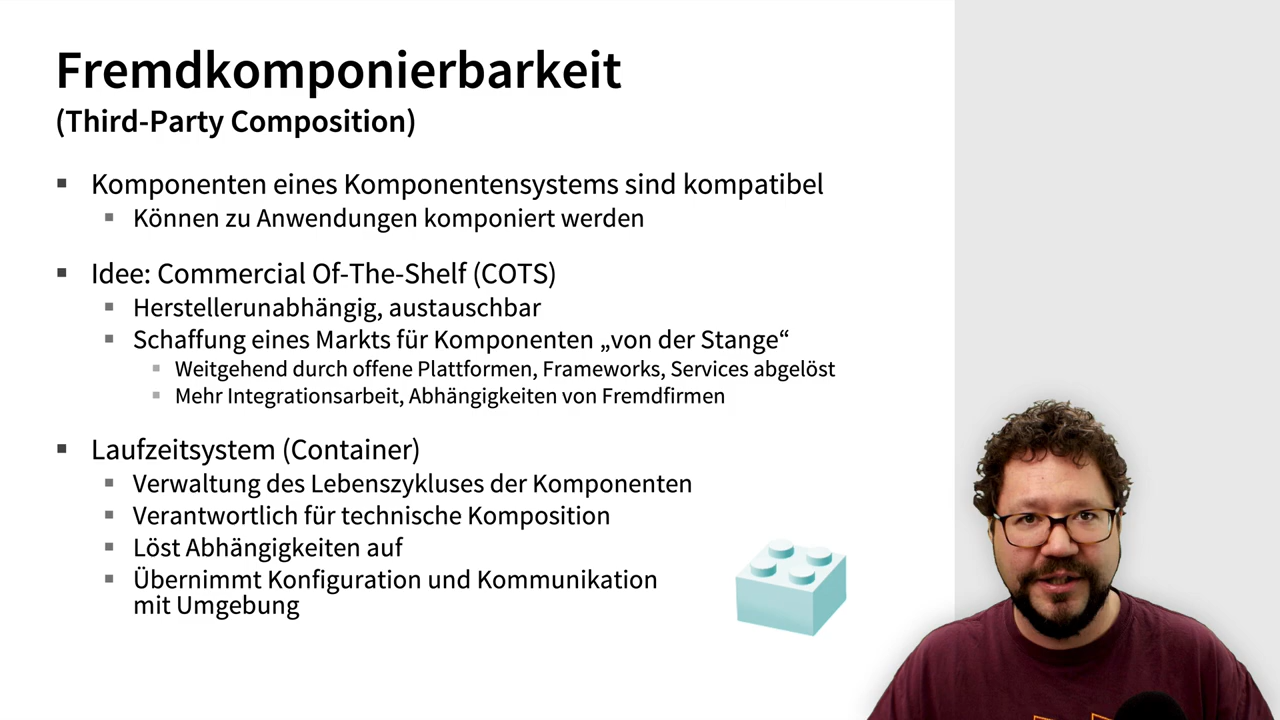 Fremdkomponierbarkeit
(Third-Party Composition)
Komponenten eines Komponentensystems sind kompatibel
Können zu Anwendungen komponiert werden
Idee: Commercial Of-The-Shelf (COTS)
Herstellerunabhängig, austauschbar
Schaffung eines Markts für Komponenten „von der Stange“
Weitgehend durch offene Plattformen, Frameworks, Services abgelöst
Mehr Integrationsarbeit, Abhängigkeiten von Fremdfirmen
Laufzeitsystem (Container)
Verwaltung des Lebenszykluses der Komponenten
Verantwortlich für technische Komposition
Löst Abhängigkeiten auf
Übernimmt Konfiguration und Kommunikation
mit Umgebung